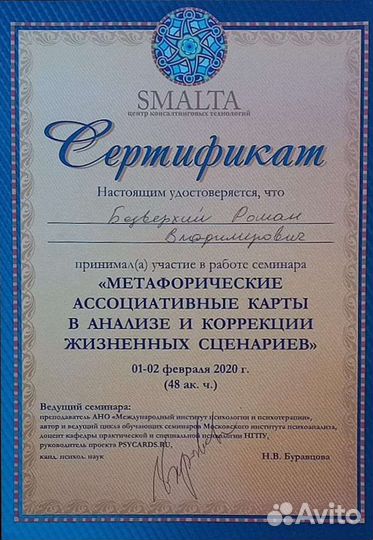 SMALTA
центр консалтинговых технологий
Сертификат
Настоящим удостоверяется, что
Бедверхий Роман
Владимирович
принимал(а) участие в работе семинара
«МЕТАФОРИЧЕСКИЕ
АССОЦИАТИВНЫЕ КАРТЫ
В АНАЛИЗЕ И КОРРЕКЦИИ
ЖИЗНЕННЫХ СЦЕНАРИЕВ»
01-02 февраля 2020 г.
(48 ак. ч.)
Ведущий семинара:
преподаватель АНО «Международный институт психологии и психотерапии»,
автор и ведущий цикла обучающих семинаров Московского института психоанализа,
доцент кафедры практической и специальной психологии НГПУ,
руководитель проекта PSYCARDS.RU,
канд. психол. наук
Н.В. Буравцова
Avito